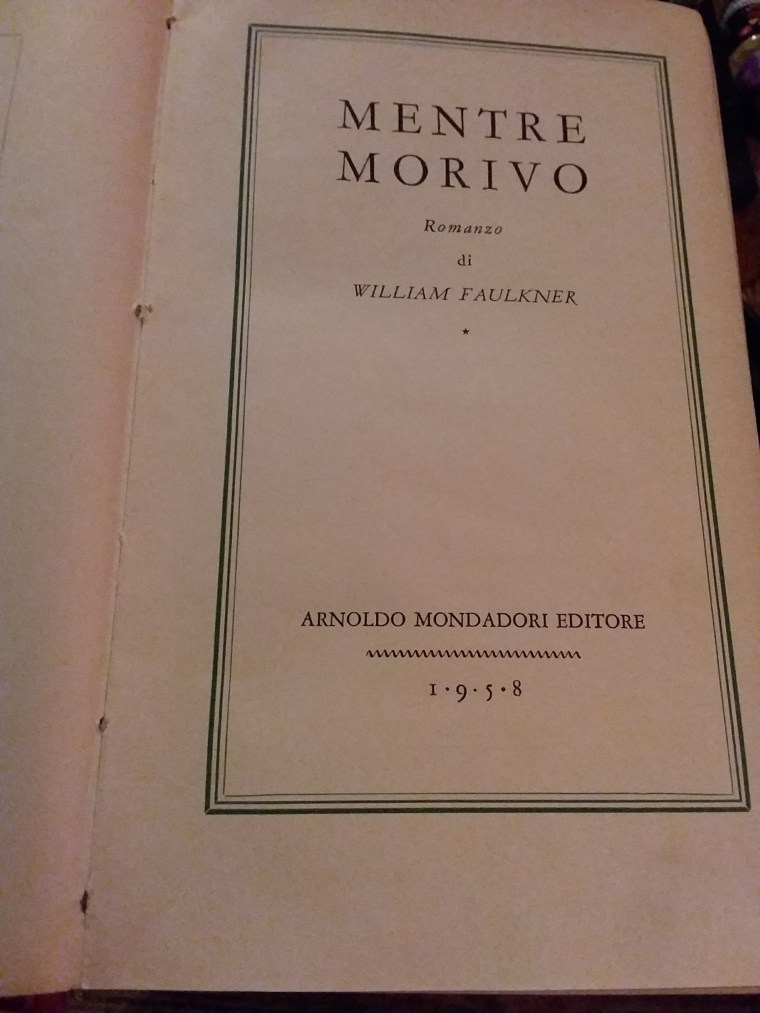 MENTRE
MORIVO
Romanzo
di
WILLIAM FAULKNER
★
ARNOLDO MONDADORI EDITORE
1·9·5·8